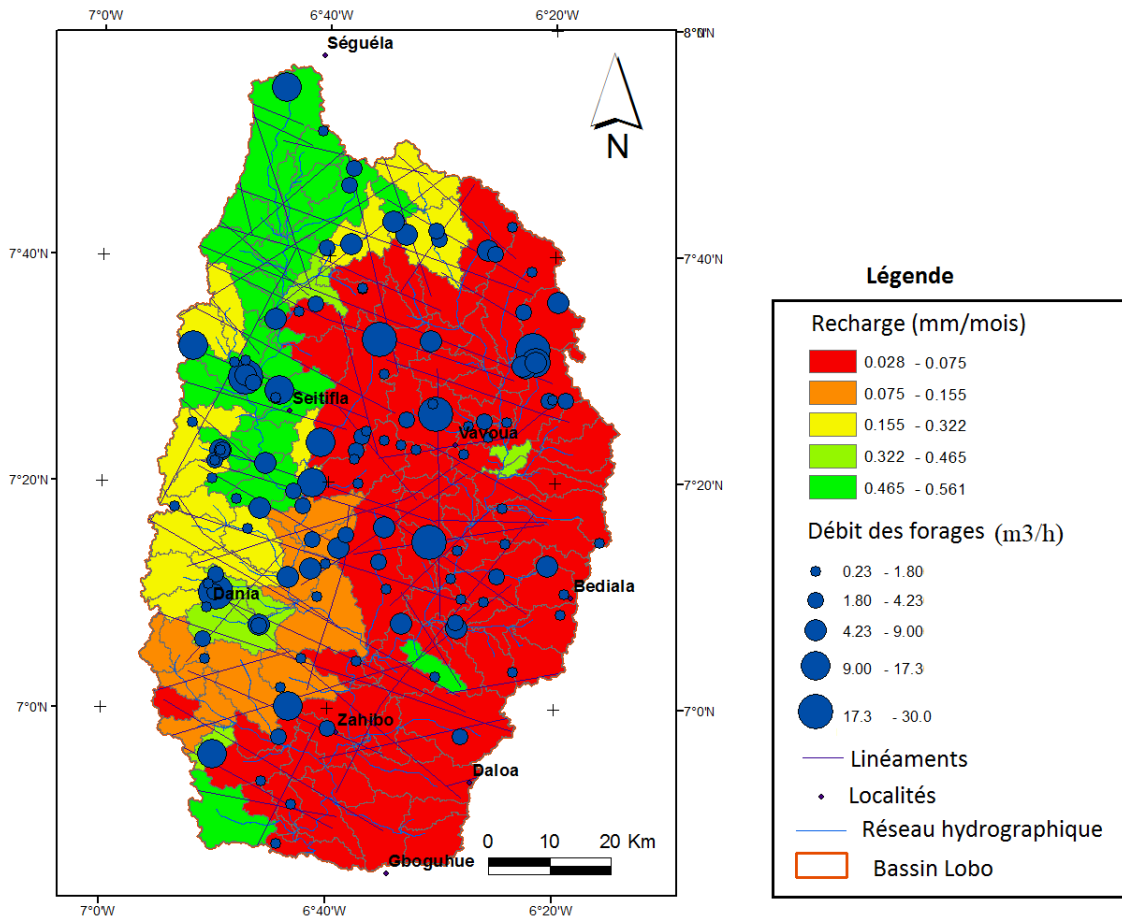 7°0'W 6°40'W 6°20'W
8°0'N
Séguéla
N
7°40'N 7°40'N
Seitifla
Vavoua
7°20'N 7°20'N
Bediala
Dania
7°0'N 7°0'N
Zahibo
Daloa
0 10 20 Km
Gboguhue
7°0'W 6°40'W 6°20'W
Légende
Recharge (mm/mois)
0.028 - 0.075
0.075 - 0.155
0.155 - 0.322
0.322 - 0.465
0.465 - 0.561
Débit des forages (m3/h)
0.23 - 1.80
1.80 - 4.23
4.23 - 9.00
9.00 - 17.3
17.3 - 30.0
Linéaments
Localités
Réseau hydrographique
Bassin Lobo